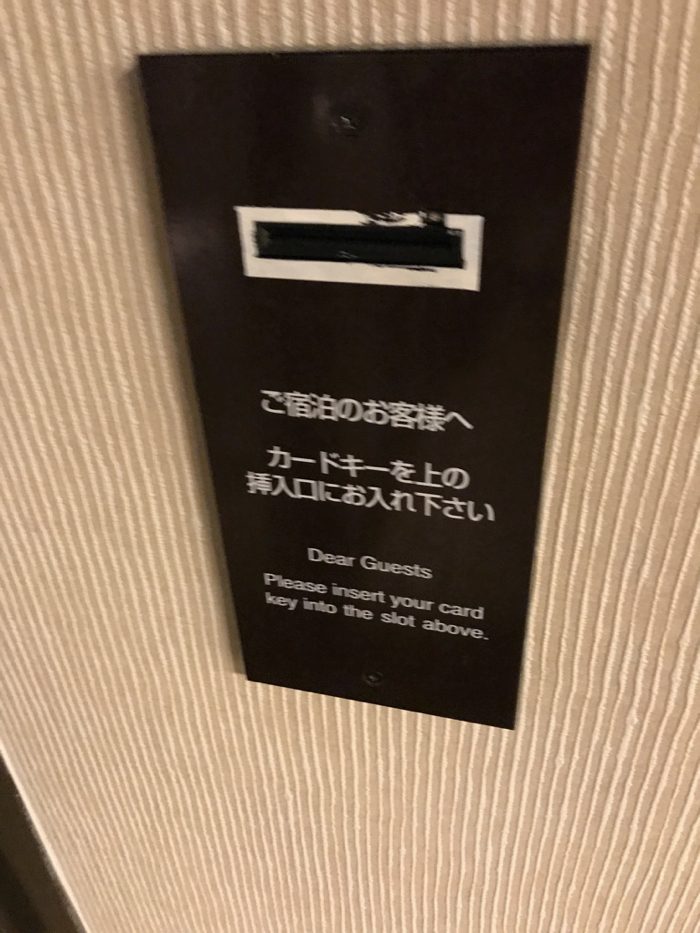 ご宿泊のお客様へ
カードキーを上の
挿入口にお入れ下さい
Dear Guests
Please insert your card
key into the slot above.